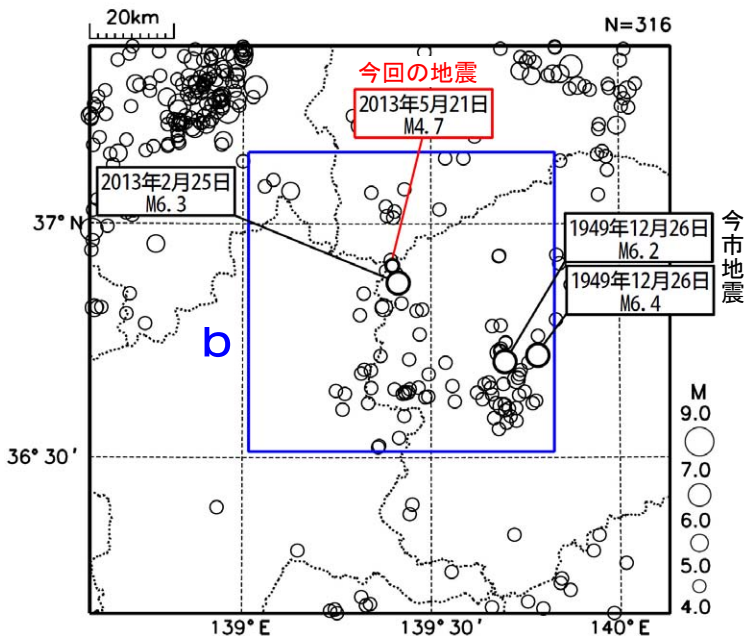 20km
N=316
今回の地震
2013年5月21日
M4.7
2013年2月25日
M6.3
37°N
1949年12月26日
M6.2
1949年12月26日
M6.4
今市地震
b
M
9.0
7.0
6.0
5.0
4.0
36°30′
139°E
139°30′
140°E